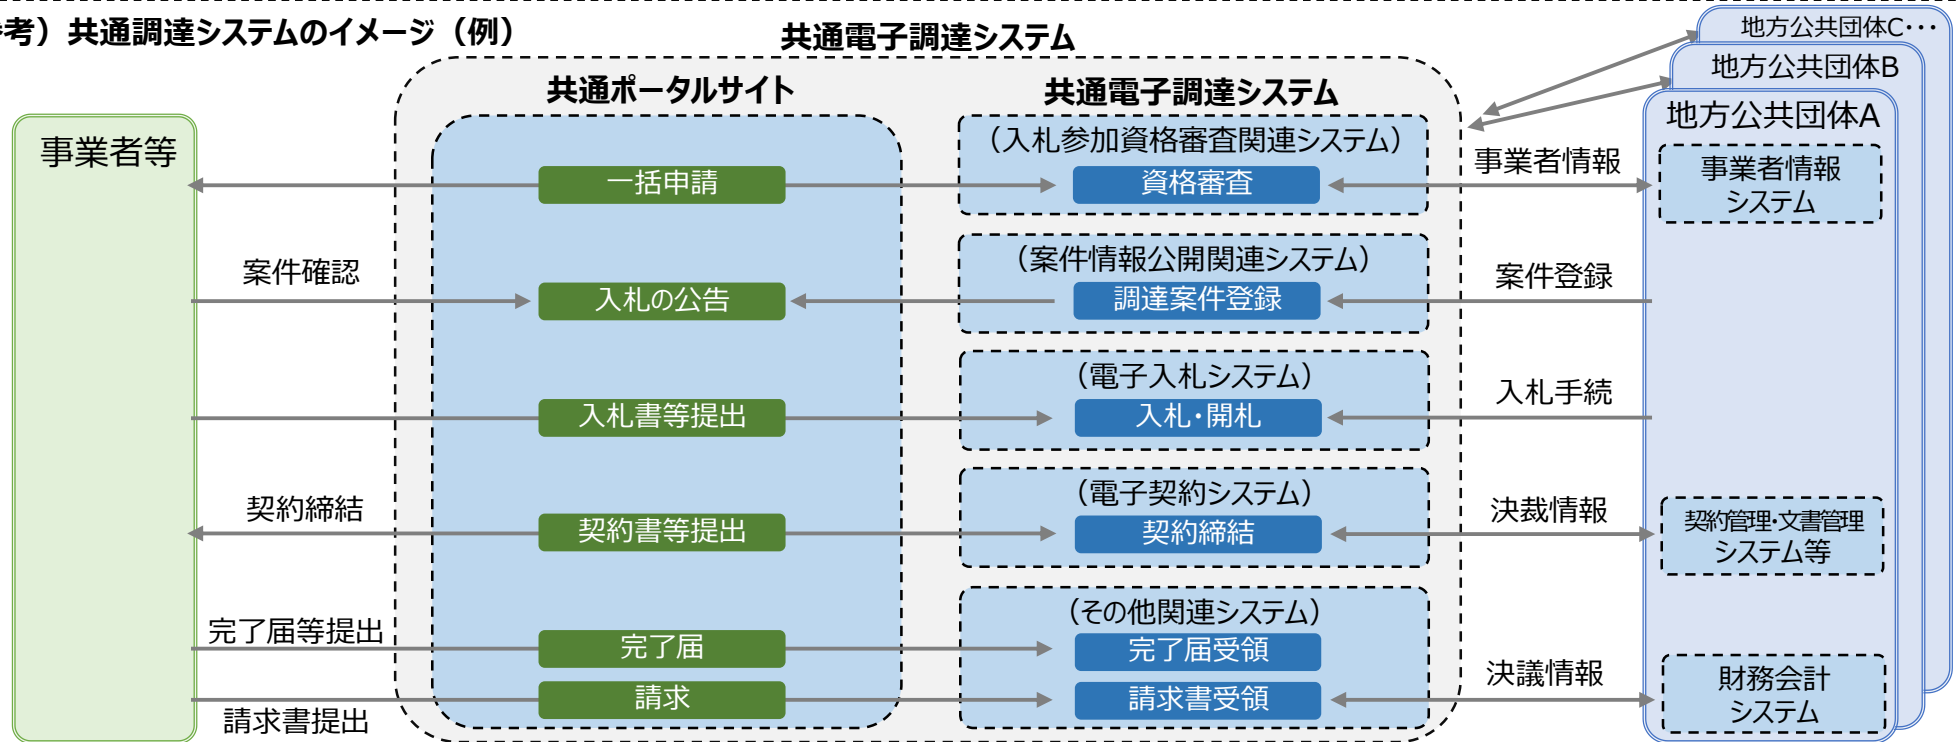 考）共通調達システムのイメージ（例）
共通電子調達システム
地方公共団体C・・・
地方公共団体B
地方公共団体A
共通ポータルサイト
共通電子調達システム
事業者等
（入札参加資格審査関連システム）
一括申請
資格審査
事業者情報
事業者情報
システム
案件確認
（案件情報公開関連システム）
入札の公告
調達案件登録
案件登録
（電子入札システム）
入札書等提出
入札・開札
入札手続
契約締結
（電子契約システム）
契約書等提出
契約締結
決裁情報
契約管理・文書管理
システム等
完了届等提出
（その他関連システム）
完了届
完了届受領
請求書提出
請求
請求書受領
決議情報
財務会計
システム